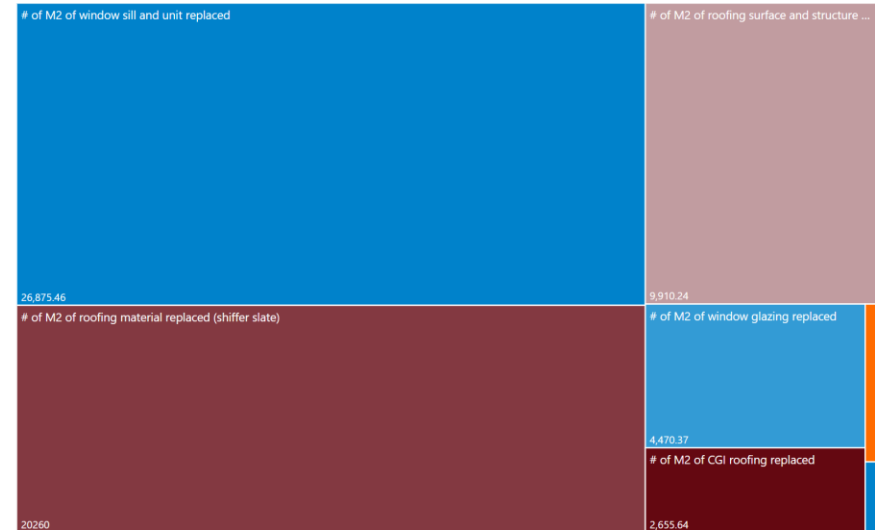 # of M2 of window sill and unit replaced
26,875.46
# of M2 of roofing surface and structure ...
9,910.24
# of M2 of roofing material replaced (shiffer slate)
20260
# of M2 of window glazing replaced
4,470.37
# of M2 of CGI roofing replaced
2,655.64